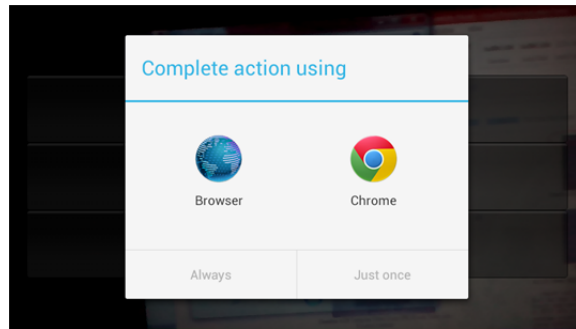 Complete action using
Browser
Chrome
Always
Just once